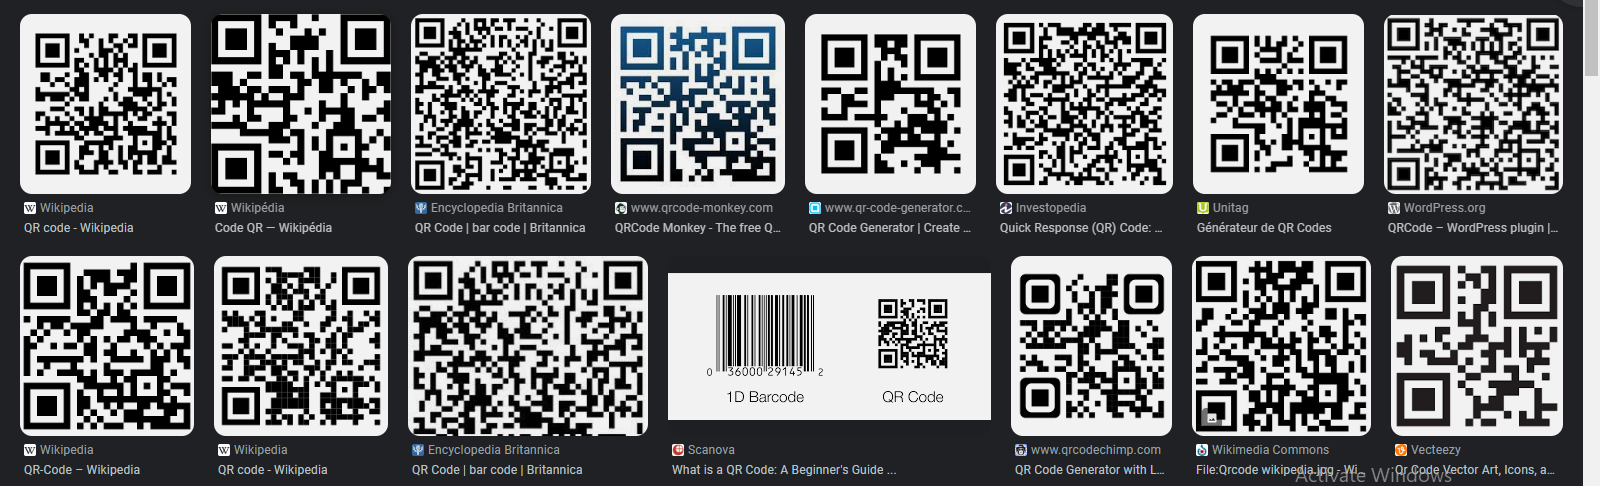 Wikipedia
QR code - Wikipedia
Wikipédia
Code QR — Wikipédia
Encyclopedia Britannica
QR Code | bar code | Britannica
www.qrcode-monkey.com
QRCode Monkey - The free Q...
www.qr-code-generator.c...
QR Code Generator | Create ...
Investopedia
Quick Response (QR) Code: ...
Unitag
Générateur de QR Codes
WordPress.org
QRCode – WordPress plugin |...
0 36000 29145 2
1D Barcode
QR Code
Wikipedia
QR-Code – Wikipedia
Wikipedia
QR code - Wikipedia
Encyclopedia Britannica
QR Code | bar code | Britannica
Scanova
What is a QR Code: A Beginner's Guide ...
www.qrcodechimp.com
QR Code Generator with L...
Wikimedia Commons
File:Qrcode wikipedia.jpg - Wi...
Vecteezy
Qr Code Vector Art, Icons, a...
Activate Windows